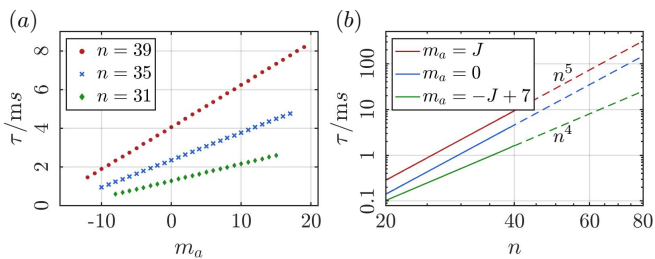 (a)
n = 39
n = 35
n = 31
τ/ms
8
6
4
2
0
-10
0
10
20
m_a
(b)
m_a = J
m_a = 0
m_a = −J + 7
n^5
n^4
τ/ms
100
10
1
0.1
20
40
60
80
n